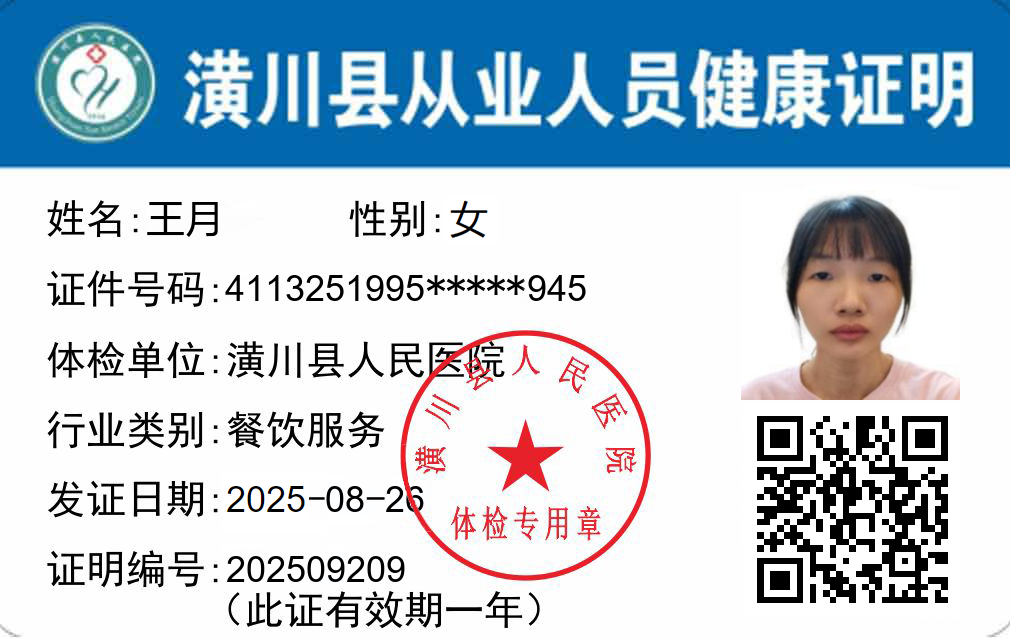 潢川县从业人员健康证明
姓名:王月 性别:女
证件号码:4113251995*****945
体检单位:潢川县人民医院
行业类别:餐饮服务
发证日期:2025-08-26
证明编号:202509209
（此证有效期一年）
潢川县人民医院
体检专用章